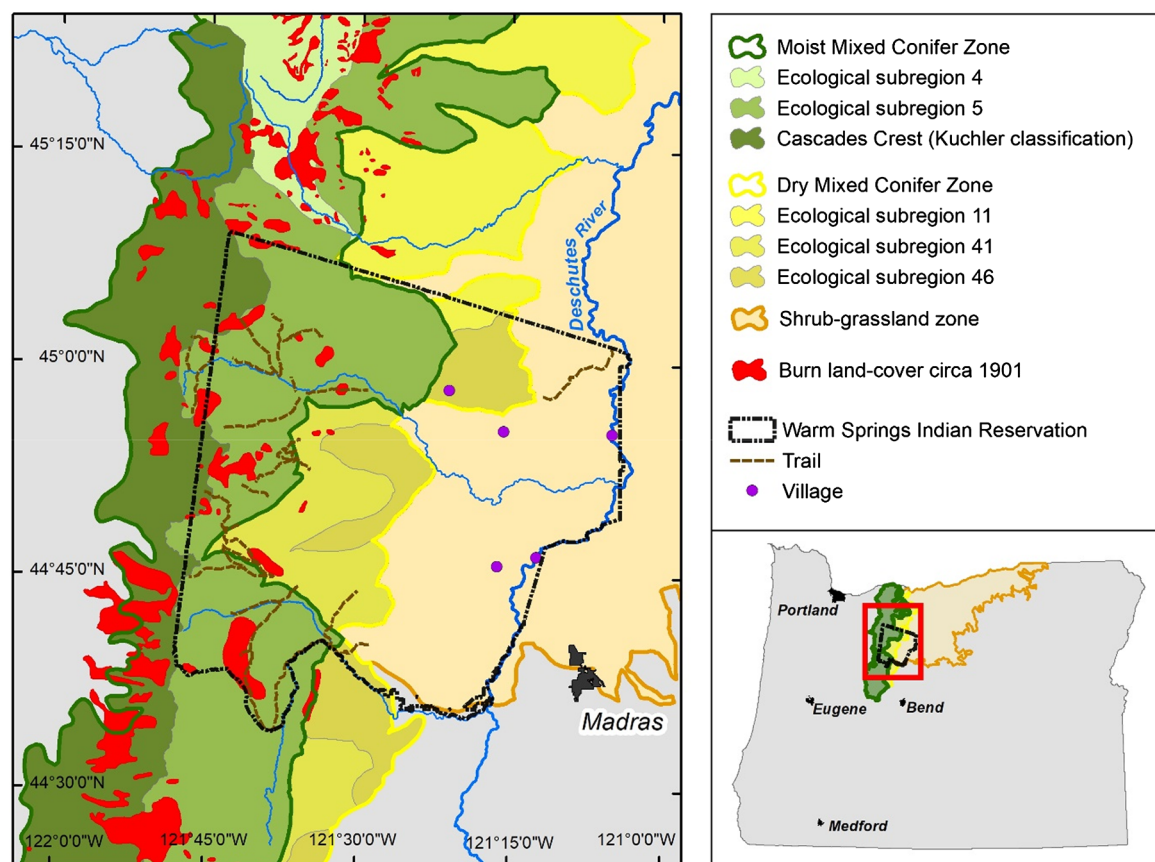 45°15'0"N
45°0'0"N
44°45'0"N
44°30'0"N
122°0'0"W
121°45'0"W
121°30'0"W
121°15'0"W
121°0'0"W
Deschutes River
Madras
Moist Mixed Conifer Zone
Ecological subregion 4
Ecological subregion 5
Cascades Crest (Kuchler classification)
Dry Mixed Conifer Zone
Ecological subregion 11
Ecological subregion 41
Ecological subregion 46
Shrub-grassland zone
Burn land-cover circa 1901
Warm Springs Indian Reservation
Trail
Village
Portland
Eugene
Bend
Medford